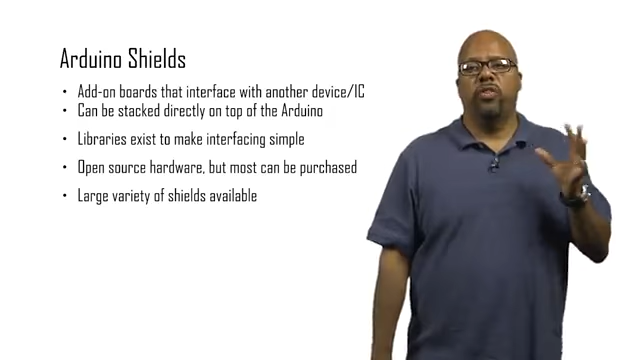 Arduino Shields
• Add-on boards that interface with another device/IC
• Can be stacked directly on top of the Arduino
• Libraries exist to make interfacing simple
• Open source hardware, but most can be purchased
• Large variety of shields available